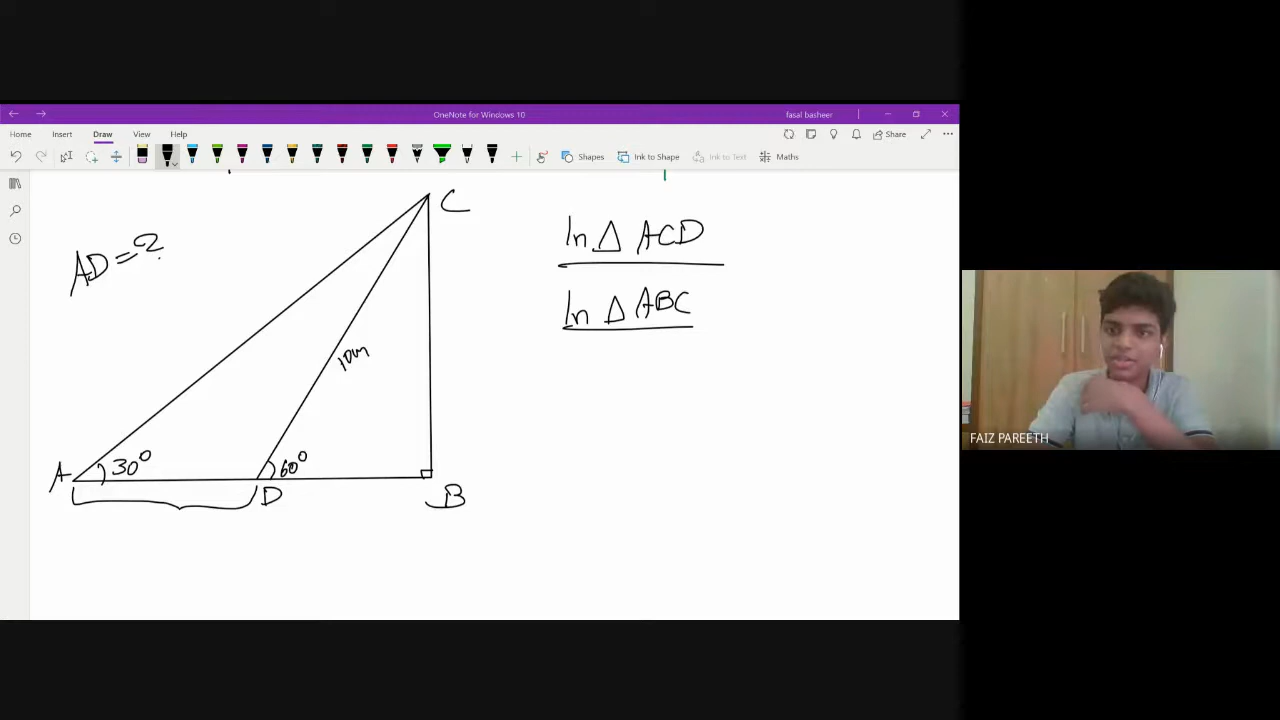 OneNote for Windows 10
fasal basheer
Home Insert Draw View Help
Share
Shapes
Ink to Shape
Ink to Text
Maths
C
AD = ?
In Δ ACD
In Δ ABC
A
30°
60°
D
B
FAIZ PAREETH